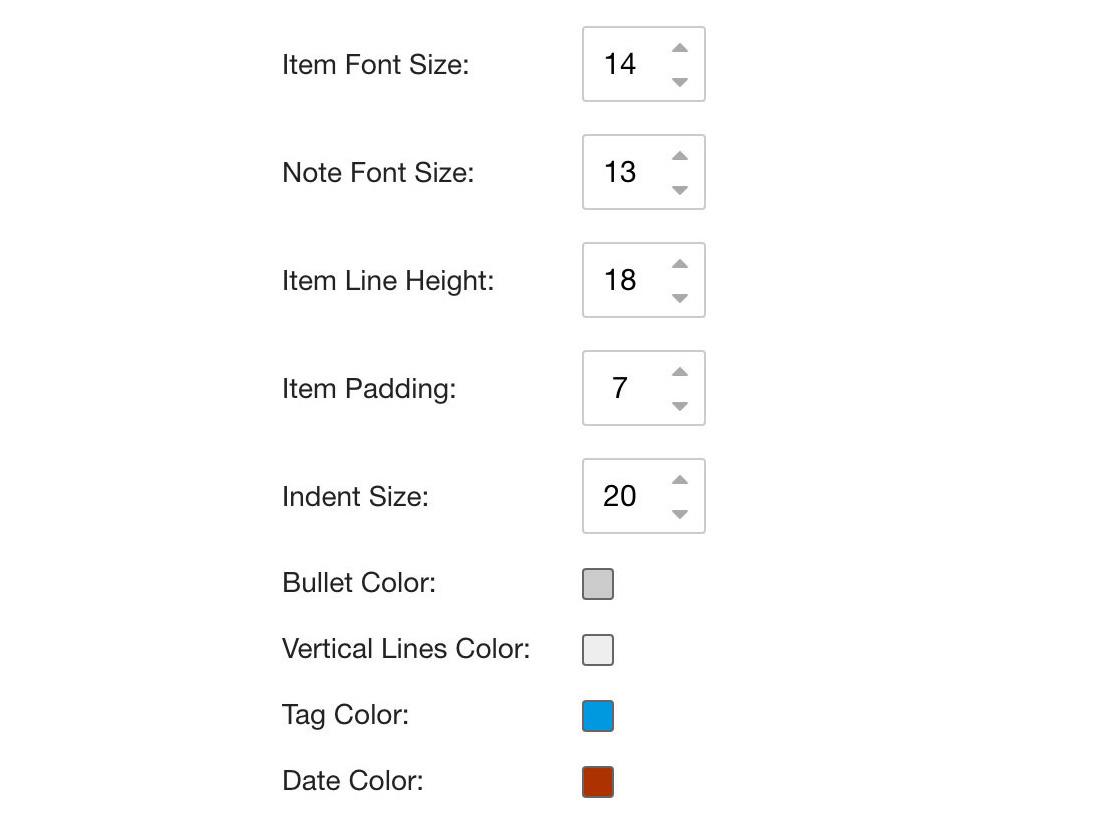 Item Font Size: 14
Note Font Size: 13
Item Line Height: 18
Item Padding: 7
Indent Size: 20
Bullet Color:
Vertical Lines Color:
Tag Color:
Date Color: